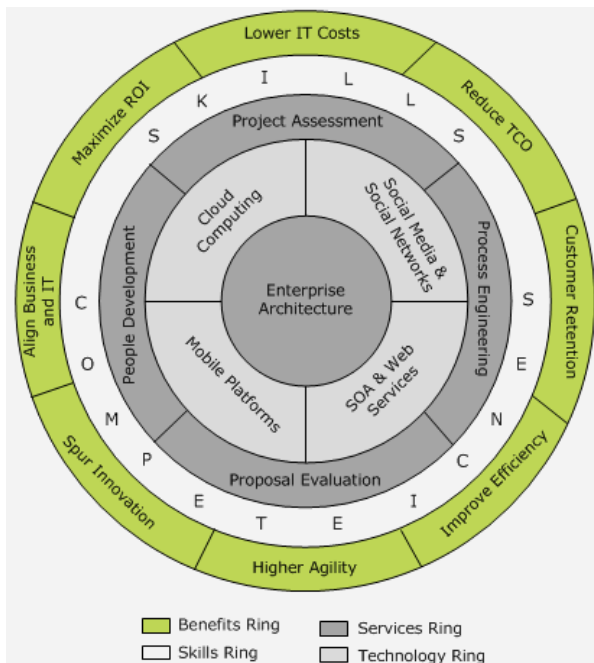 Lower IT Costs
Reduce TCO
Customer Retention
Improve Efficiency
Higher Agility
Spur Innovation
Align Business
and IT
Maximize ROI
SKILLS
COMPETEICNES
Project Assessment
Process Engineering
Proposal Evaluation
People Development
Cloud
Computing
Social Media &
Social Networks
SOA & Web
Services
Mobile Platforms
Enterprise
Architecture
Benefits Ring
Services Ring
Skills Ring
Technology Ring